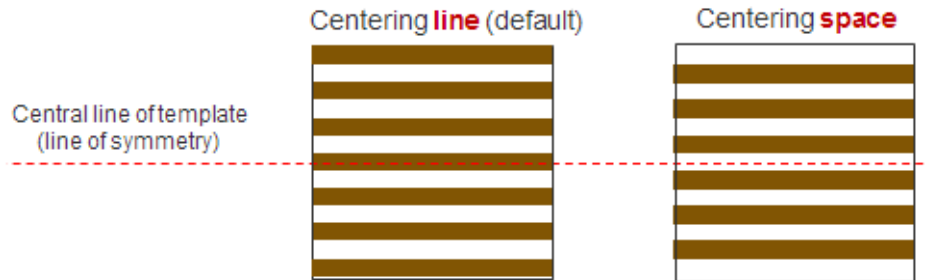 Centering line (default)
Centering space
Central line of template
(line of symmetry)